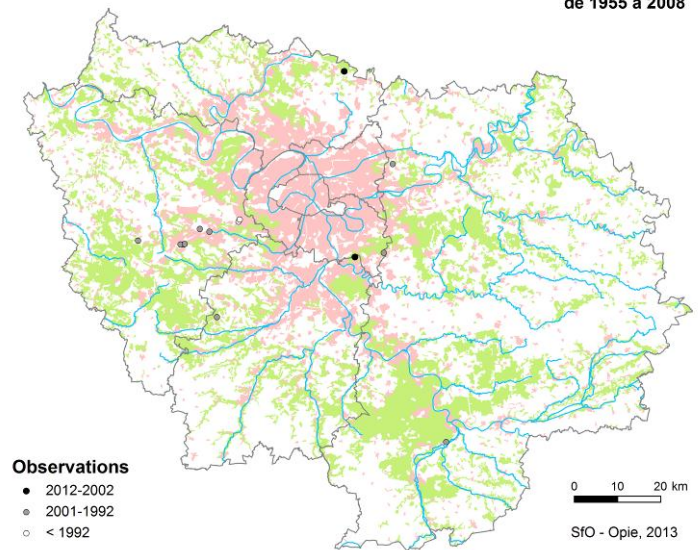 de 1955 à 2008
Observations
2012-2002
2001-1992
< 1992
0 10 20 km
SfO - Opie, 2013